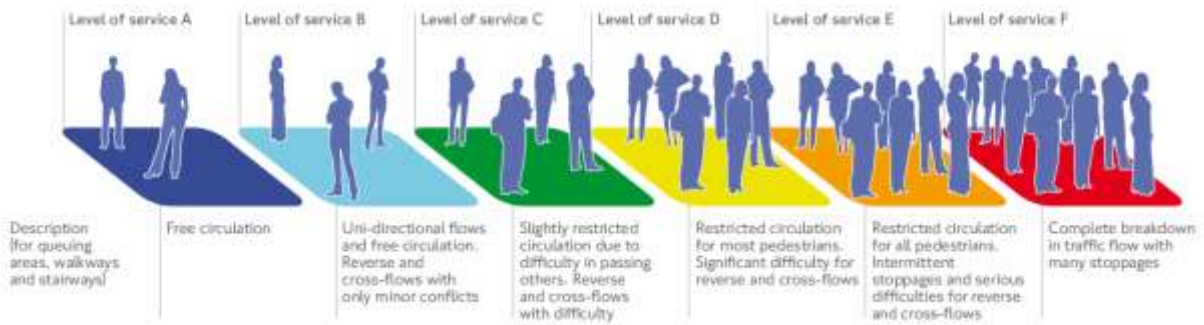 Level of service A
Level of service B
Level of service C
Level of service D
Level of service E
Level of service F
Description
(for queuing
areas, walkways
and stairways)
Free circulation
Uni-directional flows
and free circulation.
Reverse and
cross-flows with
only minor conflicts
Slightly restricted
circulation due to
difficulty in passing
others. Reverse
and cross-flows
with difficulty
Restricted circulation
for most pedestrians.
Significant difficulty for
reverse and cross-flows
Restricted circulation
for all pedestrians.
Intermittent
stoppages and serious
difficulties for reverse
and cross-flows
Complete breakdown
in traffic flow with
many stoppages